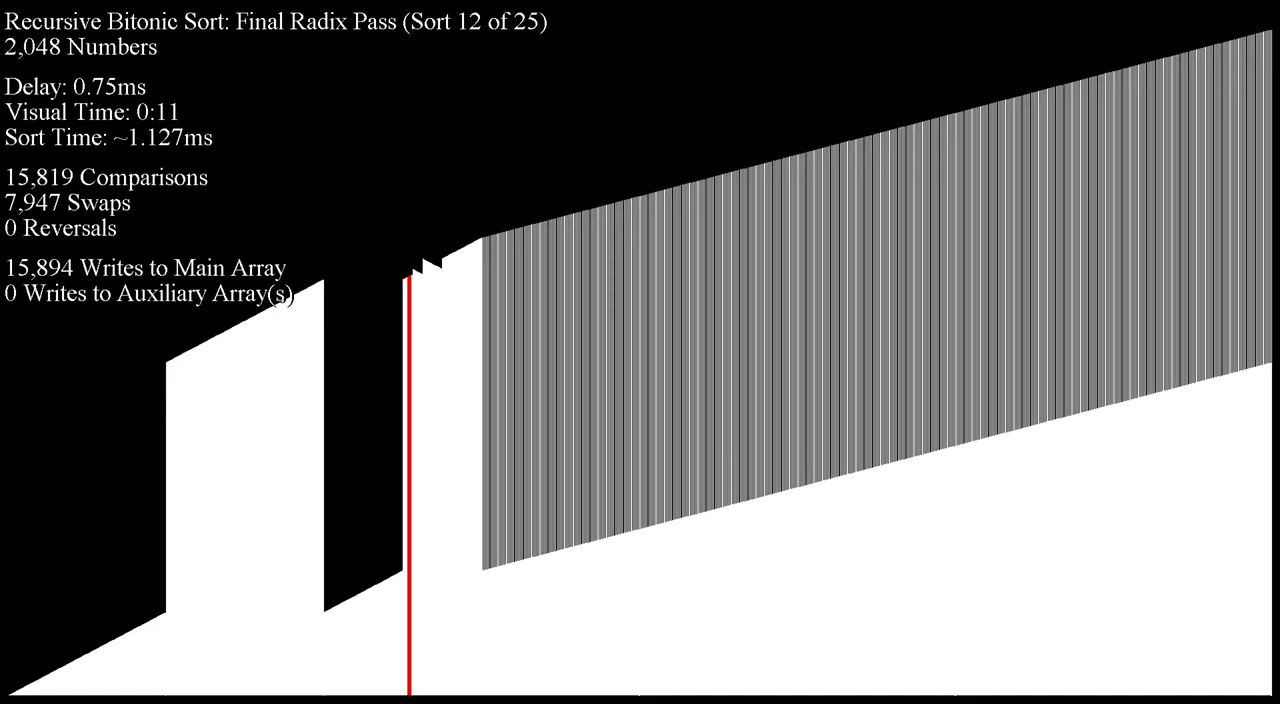 Recursive Bitonic Sort: Final Radix Pass (Sort 12 of 25)
2,048 Numbers
Delay: 0.75ms
Visual Time: 0:11
Sort Time: ~1.127ms
15,819 Comparisons
7,947 Swaps
0 Reversals
15,894 Writes to Main Array
0 Writes to Auxiliary Array(s)